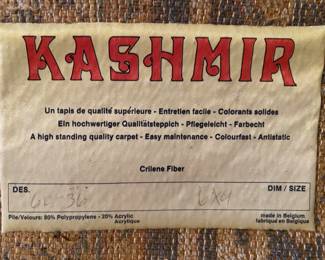 KASHMIR
Un tapis de qualité supérieure - Entretien facile - Colorants solides
Ein hochwertiger Qualitätsteppich - Pflegeleicht - Farbecht
A high standing quality carpet - Easy maintenance - Colourfast - Antistatic
Crilene Fiber
DES. DIM / SIZE
6x9
Pile/Velours: 80% Polypropylene - 20% Acrylic made in Belgium
Acrylique fabriqué en Belgique